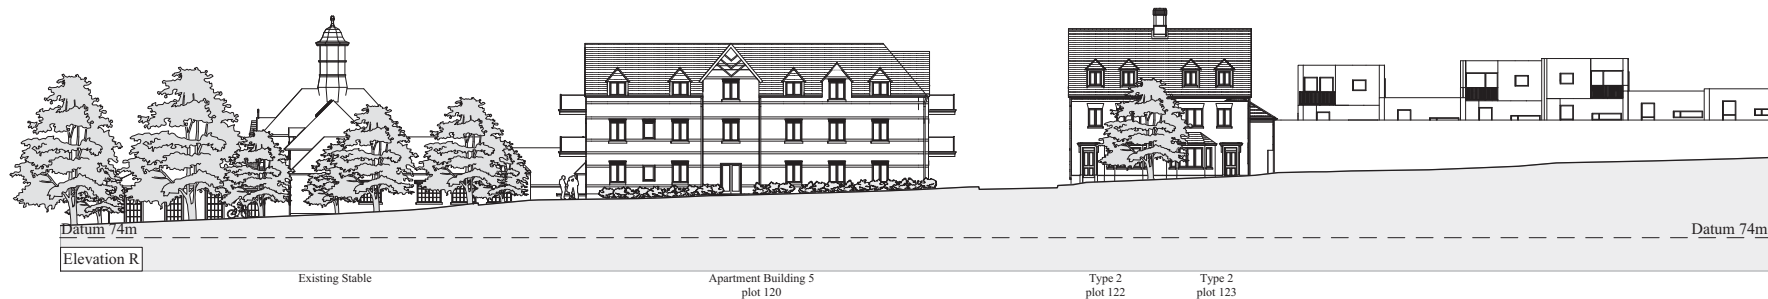 Datum 74m
Datum 74m
Elevation R
Existing Stable
Apartment Building 5
plot 120
Type 2
plot 122
Type 2
plot 123